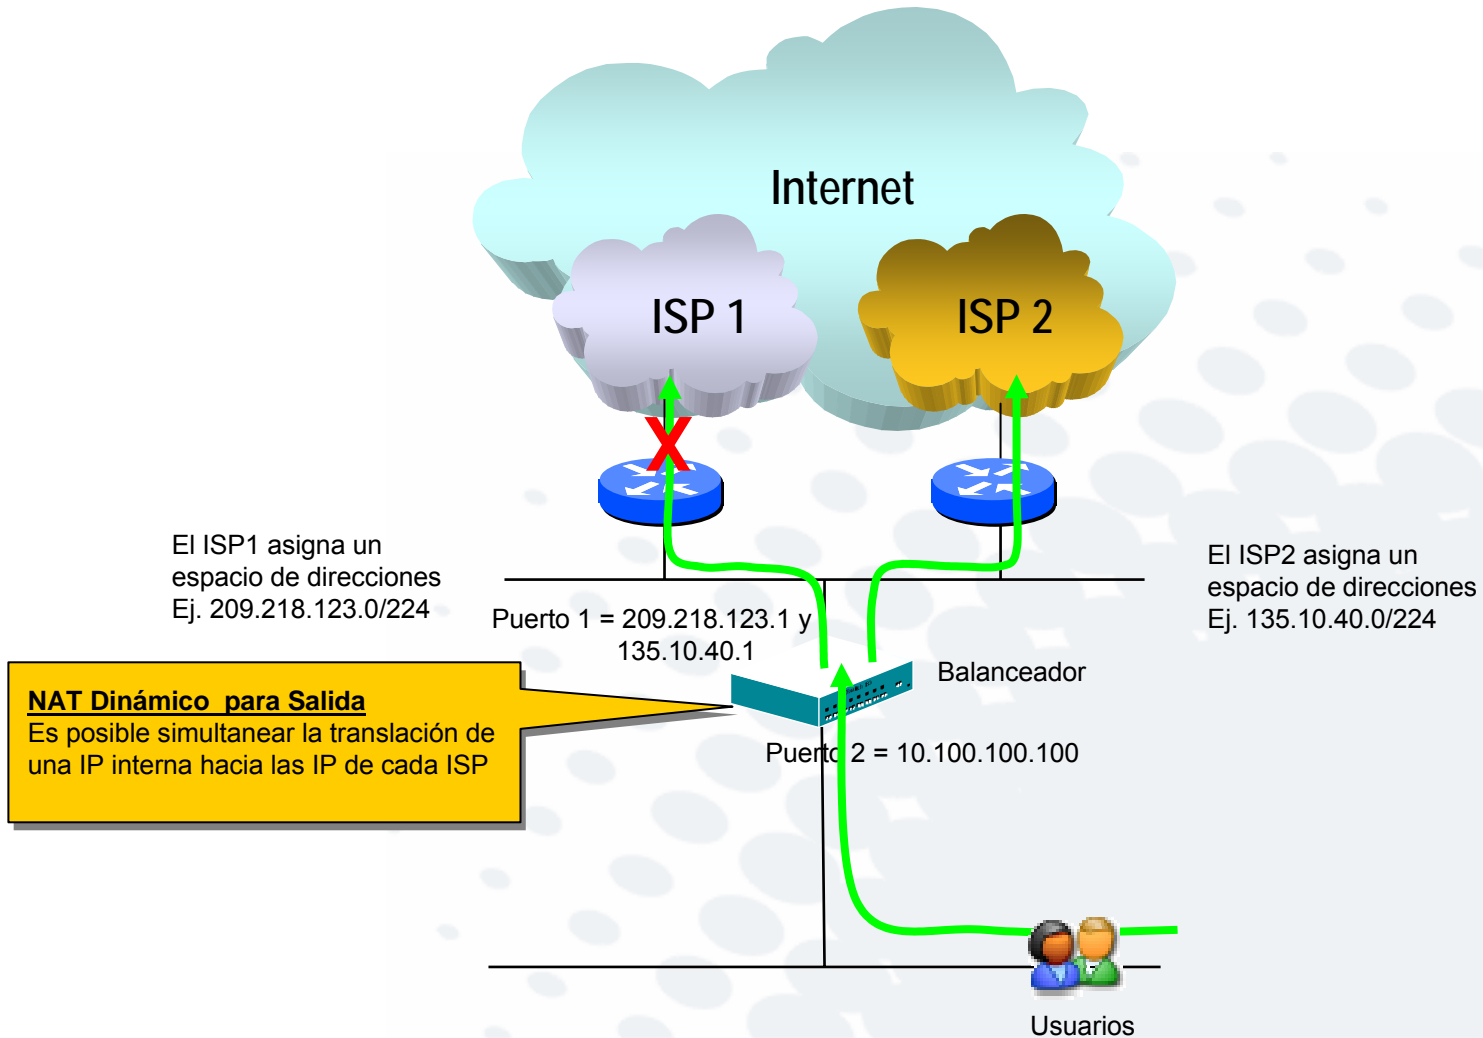 Internet
ISP 1
ISP 2
X
El ISP1 asigna un
espacio de direcciones
Ej. 209.218.123.0/224
El ISP2 asigna un
espacio de direcciones
Ej. 135.10.40.0/224
Puerto 1 = 209.218.123.1 y
135.10.40.1
Balanceador
NAT Dinámico para Salida
Es posible simultanear la translación de
una IP interna hacia las IP de cada ISP
Puerto 2 = 10.100.100.100
Usuarios